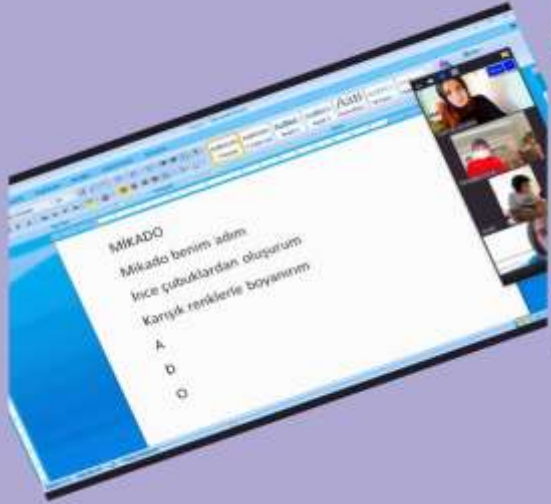 MİKADO
Mikado benim adım
İnce çubuklardan oluşurum
Karışık renklerle boyanırım
A
D
O